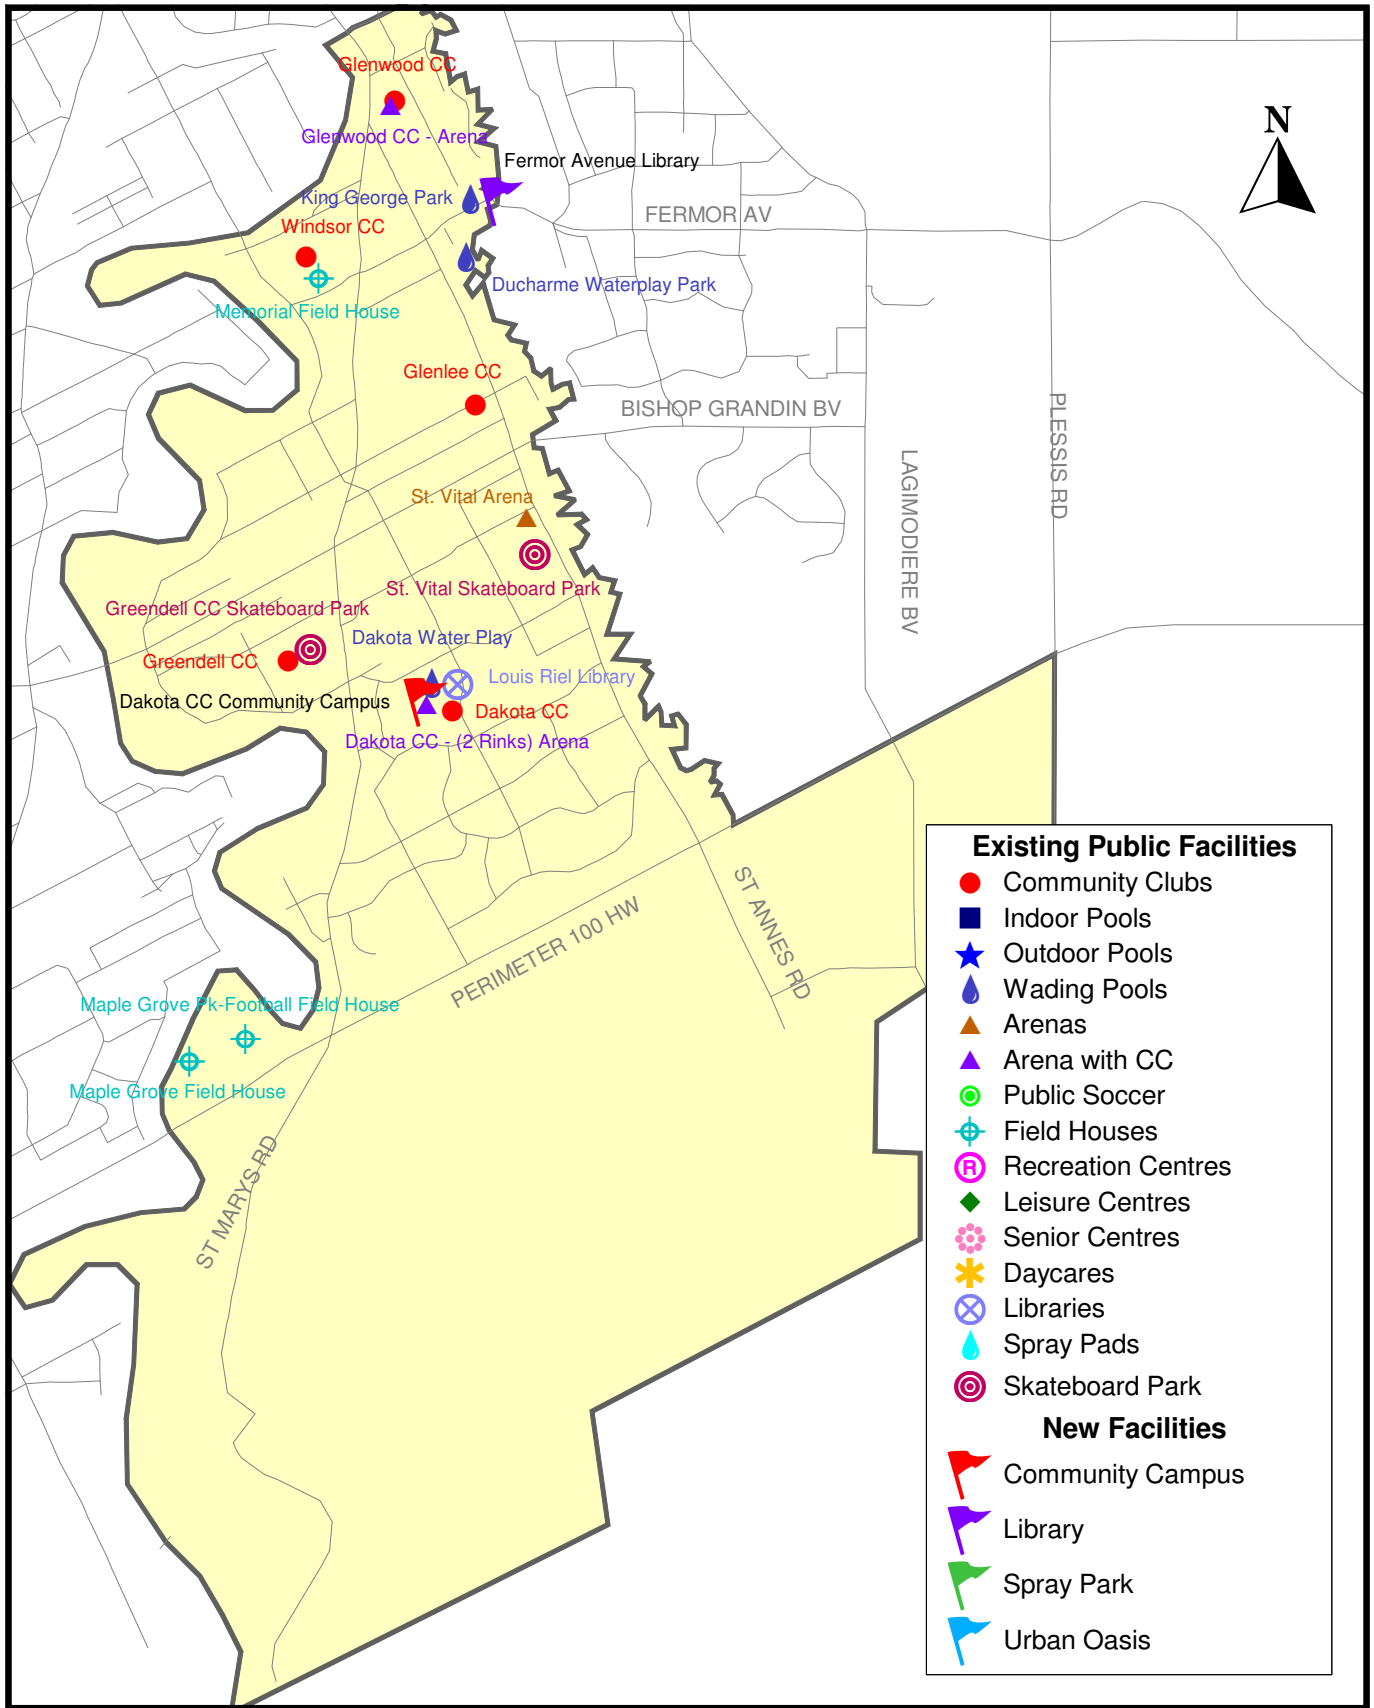 Glenwood CC
N
Glenwood CC - Arena
Fermor Avenue Library
King George Park
FERMOR AV
Windsor CC
Ducharme Waterplay Park
Memorial Field House
Glenlee CC
BISHOP GRANDIN BV
PLESSIS RD
LAGIMODIERE BV
St. Vital Arena
St. Vital Skateboard Park
Greendell CC Skateboard Park
Dakota Water Play
Greendell CC
Louis Riel Library
Dakota CC Community Campus
Dakota CC
Dakota CC - (2 Rinks) Arena
ST ANNES RD
PERIMETER 100 HW
Maple Grove Pk-Football Field House
Maple Grove Field House
ST MARYS RD
Existing Public Facilities
Community Clubs
Indoor Pools
Outdoor Pools
Wading Pools
Arenas
Arena with CC
Public Soccer
Field Houses
R
Recreation Centres
Leisure Centres
Senior Centres
Daycares
Libraries
Spray Pads
Skateboard Park
New Facilities
Community Campus
Library
Spray Park
Urban Oasis